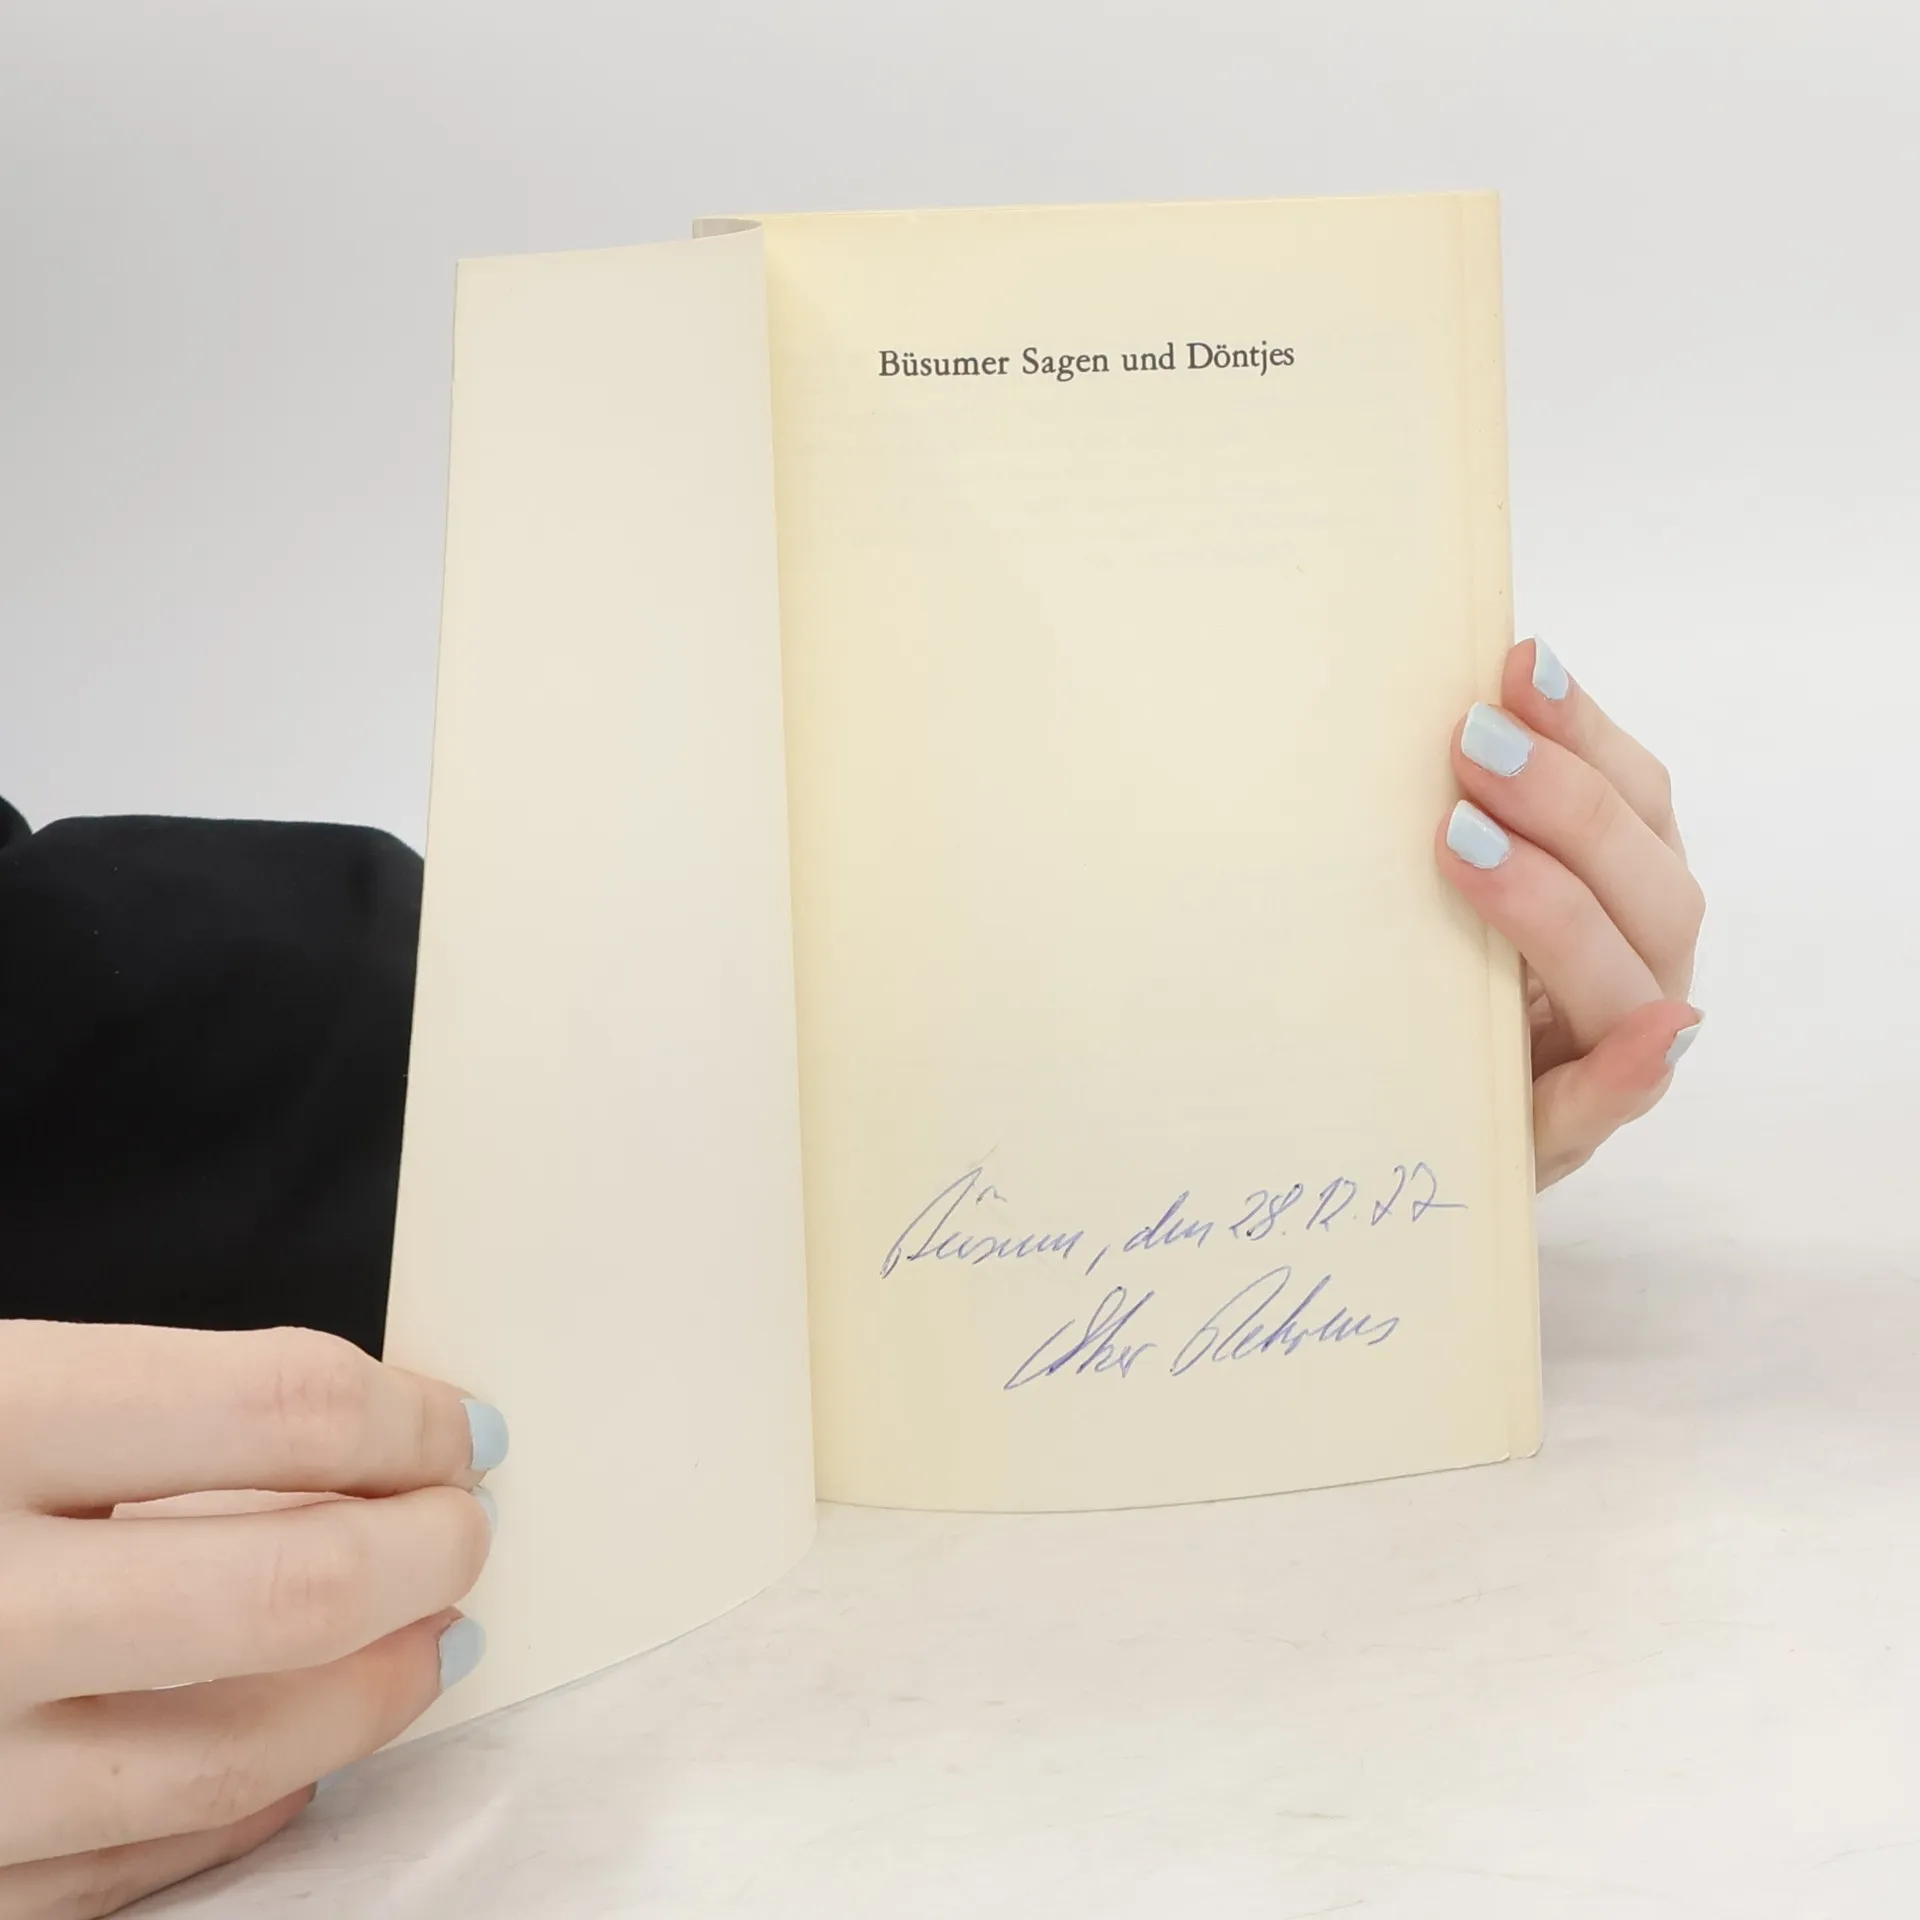 Büsumer Sagen und Döntjes
Büsum, den 28.12.77